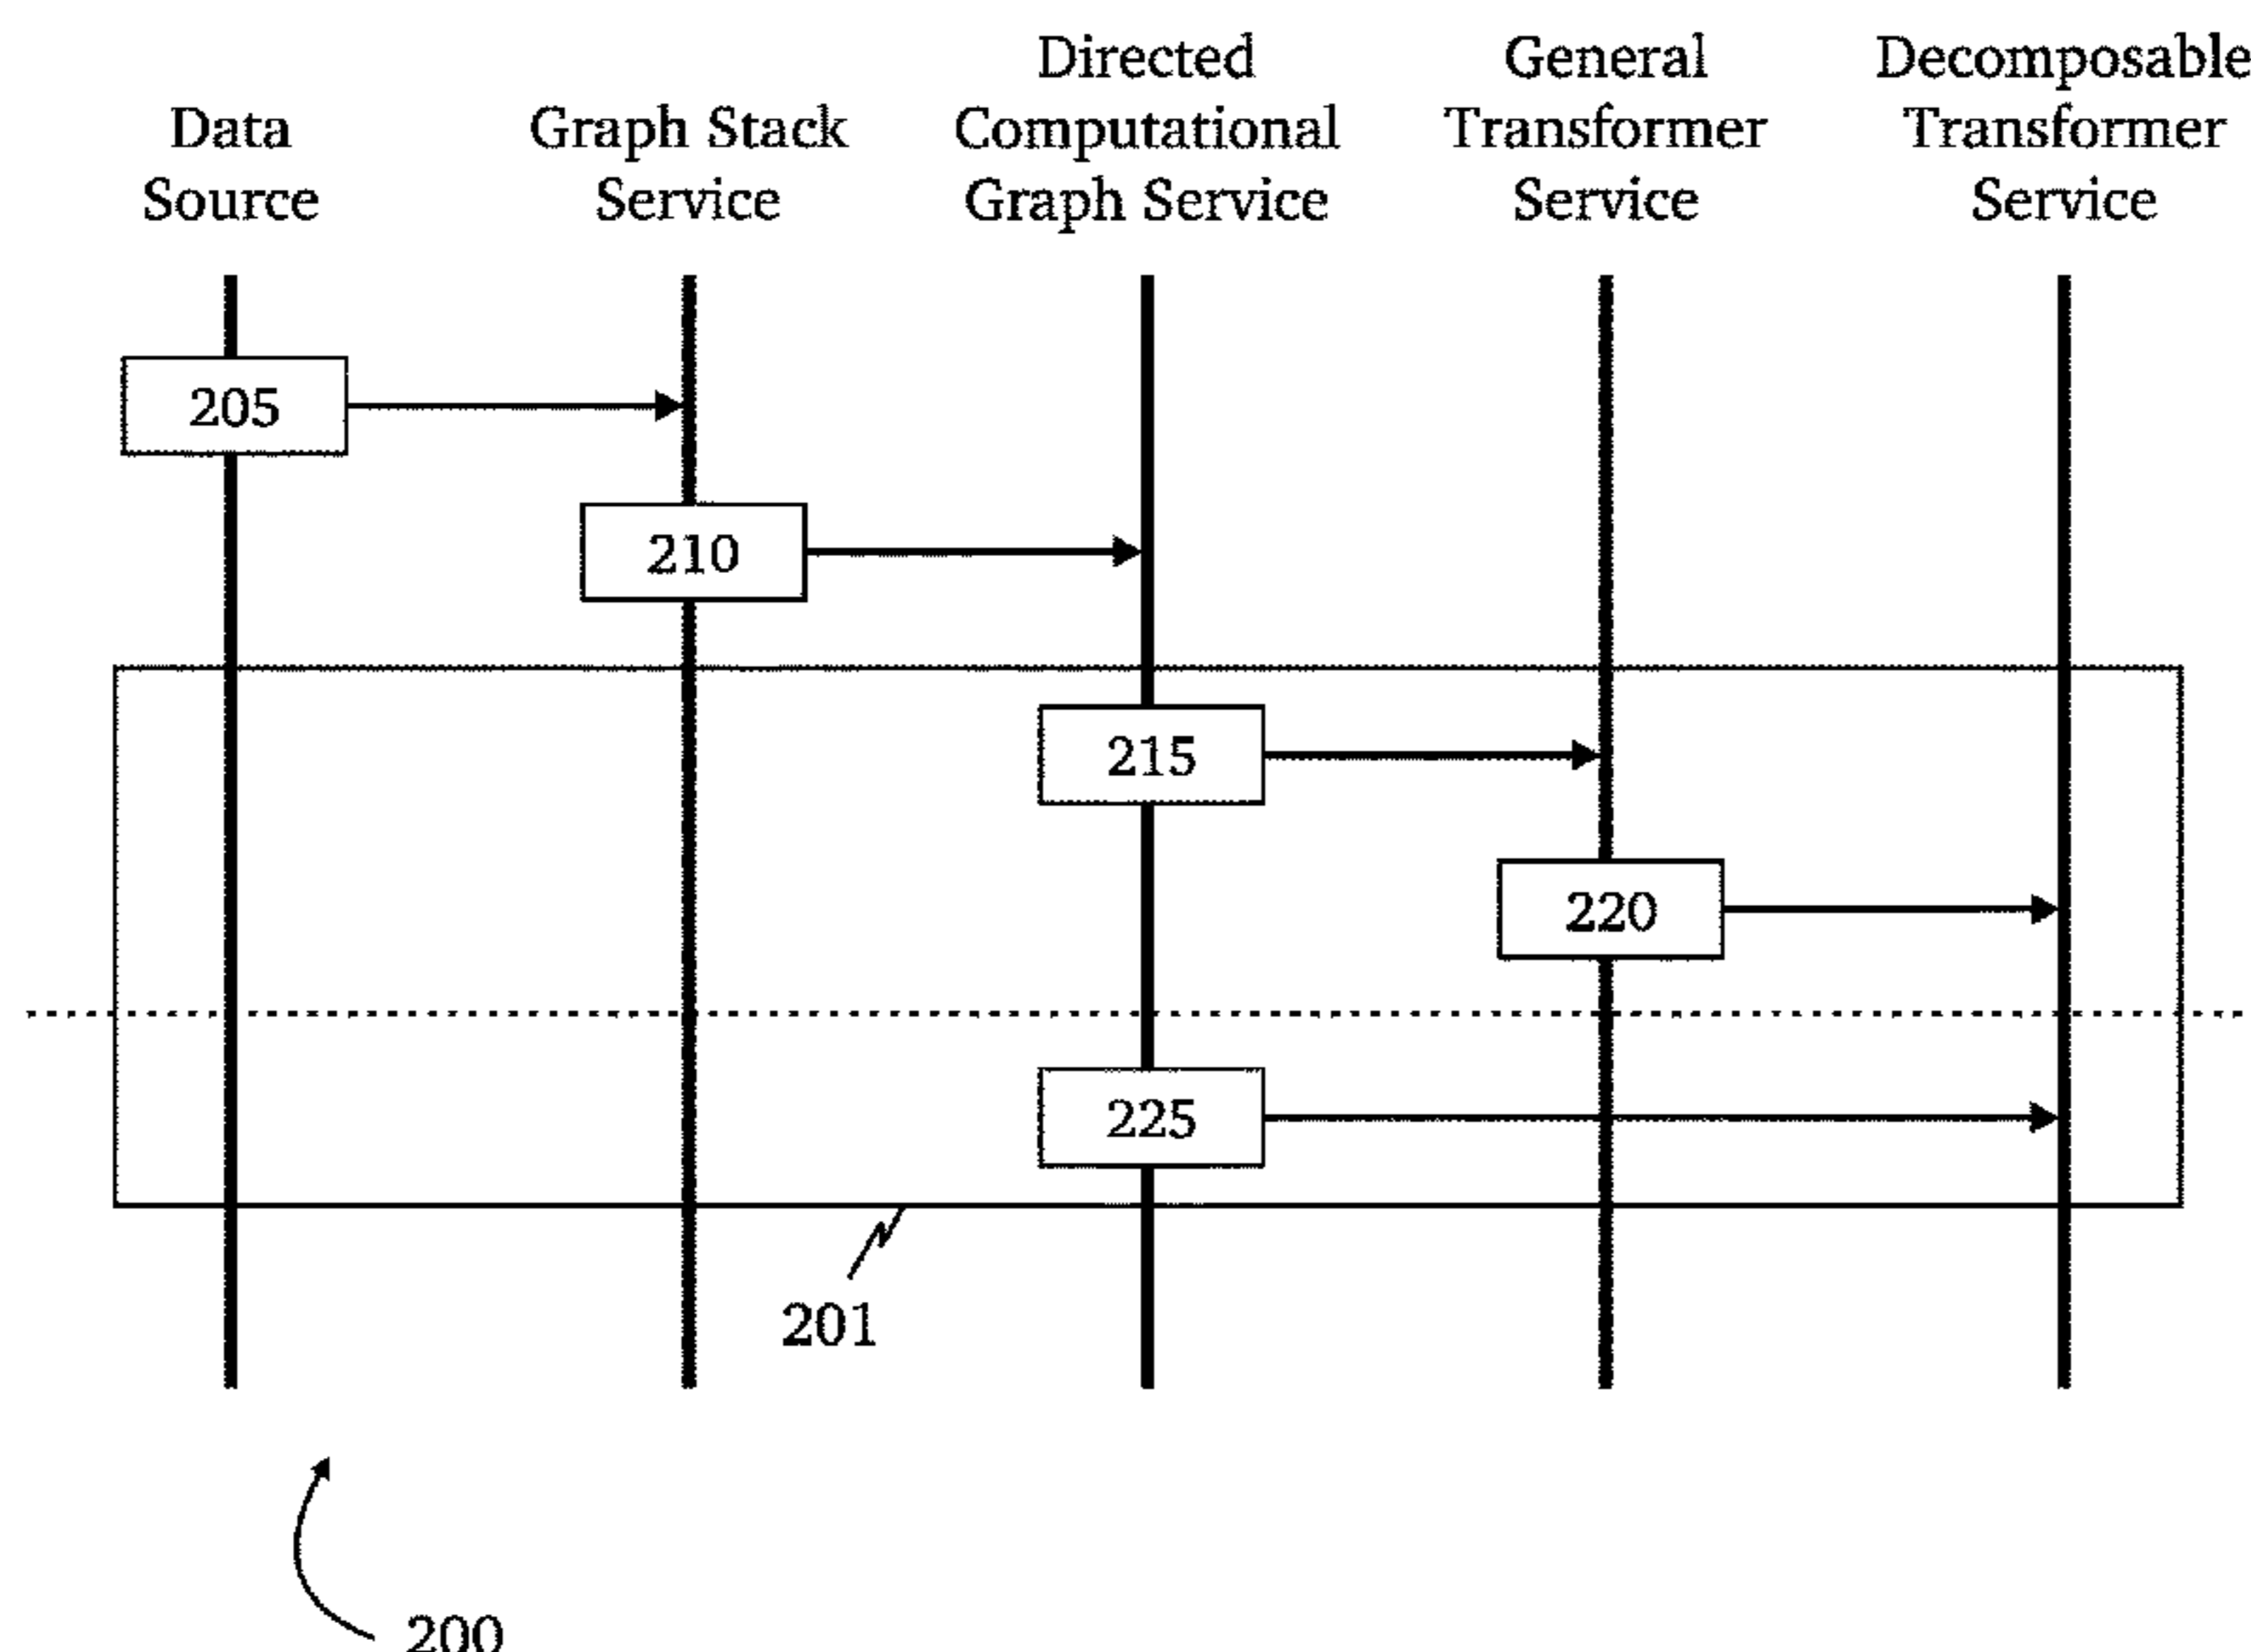 Data
Source
Graph Stack
Service
Directed
Computational
Graph Service
General
Transformer
Service
Decomposable
Transformer
Service
205
210
215
220
225
201
200